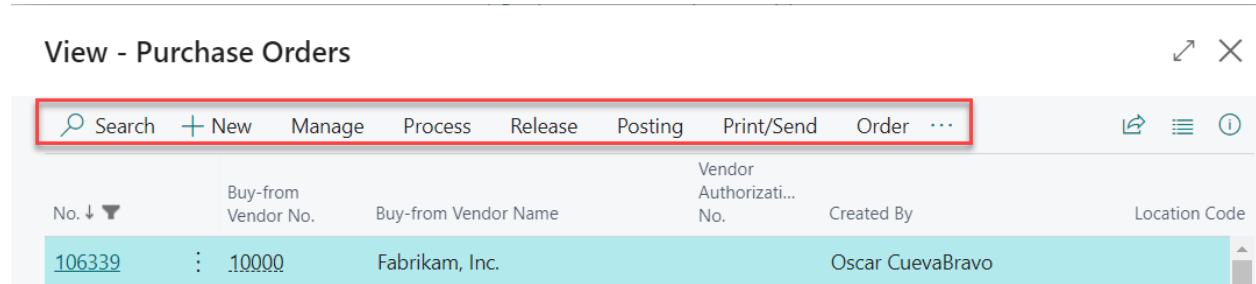 View - Purchase Orders
Search New Manage Process Release Posting Print/Send Order ...
No. ↓ Buy-from Vendor No. Buy-from Vendor Name Vendor Authorizati... No. Created By Location Code
106339 10000 Fabrikam, Inc. Oscar CuevaBravo